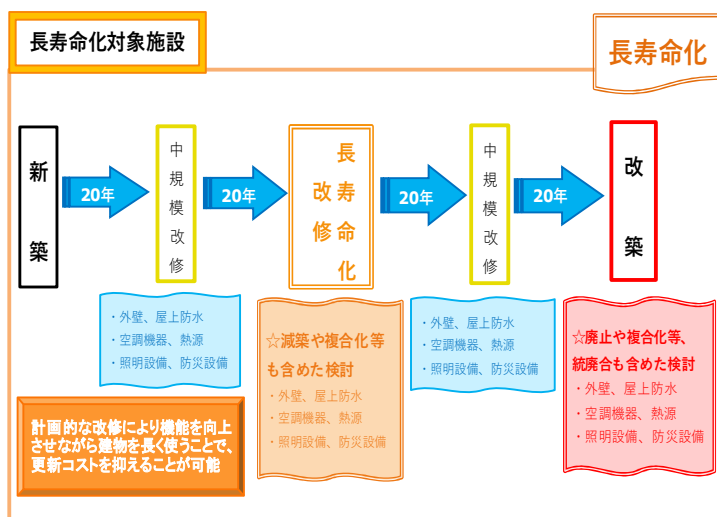 長寿命化対象施設
長寿命化
新築
20年
中規模改修
20年
長寿命化
改修
20年
中規模改修
20年
改築
・外壁、屋上防水
・空調機器、熱源
・照明設備、防災設備
☆減築や複合化等
も含めた検討
・外壁、屋上防水
・空調機器、熱源
・照明設備、防災設備
・外壁、屋上防水
・空調機器、熱源
・照明設備、防災設備
☆廃止や複合化等、
統廃合も含めた検討
・外壁、屋上防水
・空調機器、熱源
・照明設備、防災設備
計画的な改修により機能を向上
させながら建物を長く使うことで、
更新コストを抑えることが可能